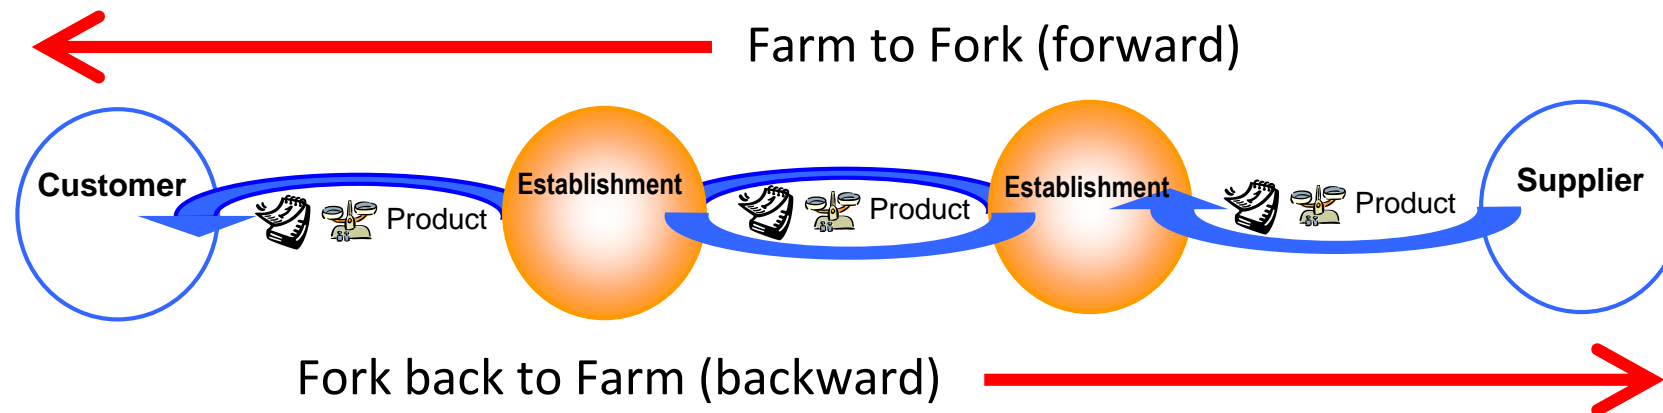 Farm to Fork (forward)
Customer
Product
Establishment
Product
Establishment
Product
Supplier
Fork back to Farm (backward)